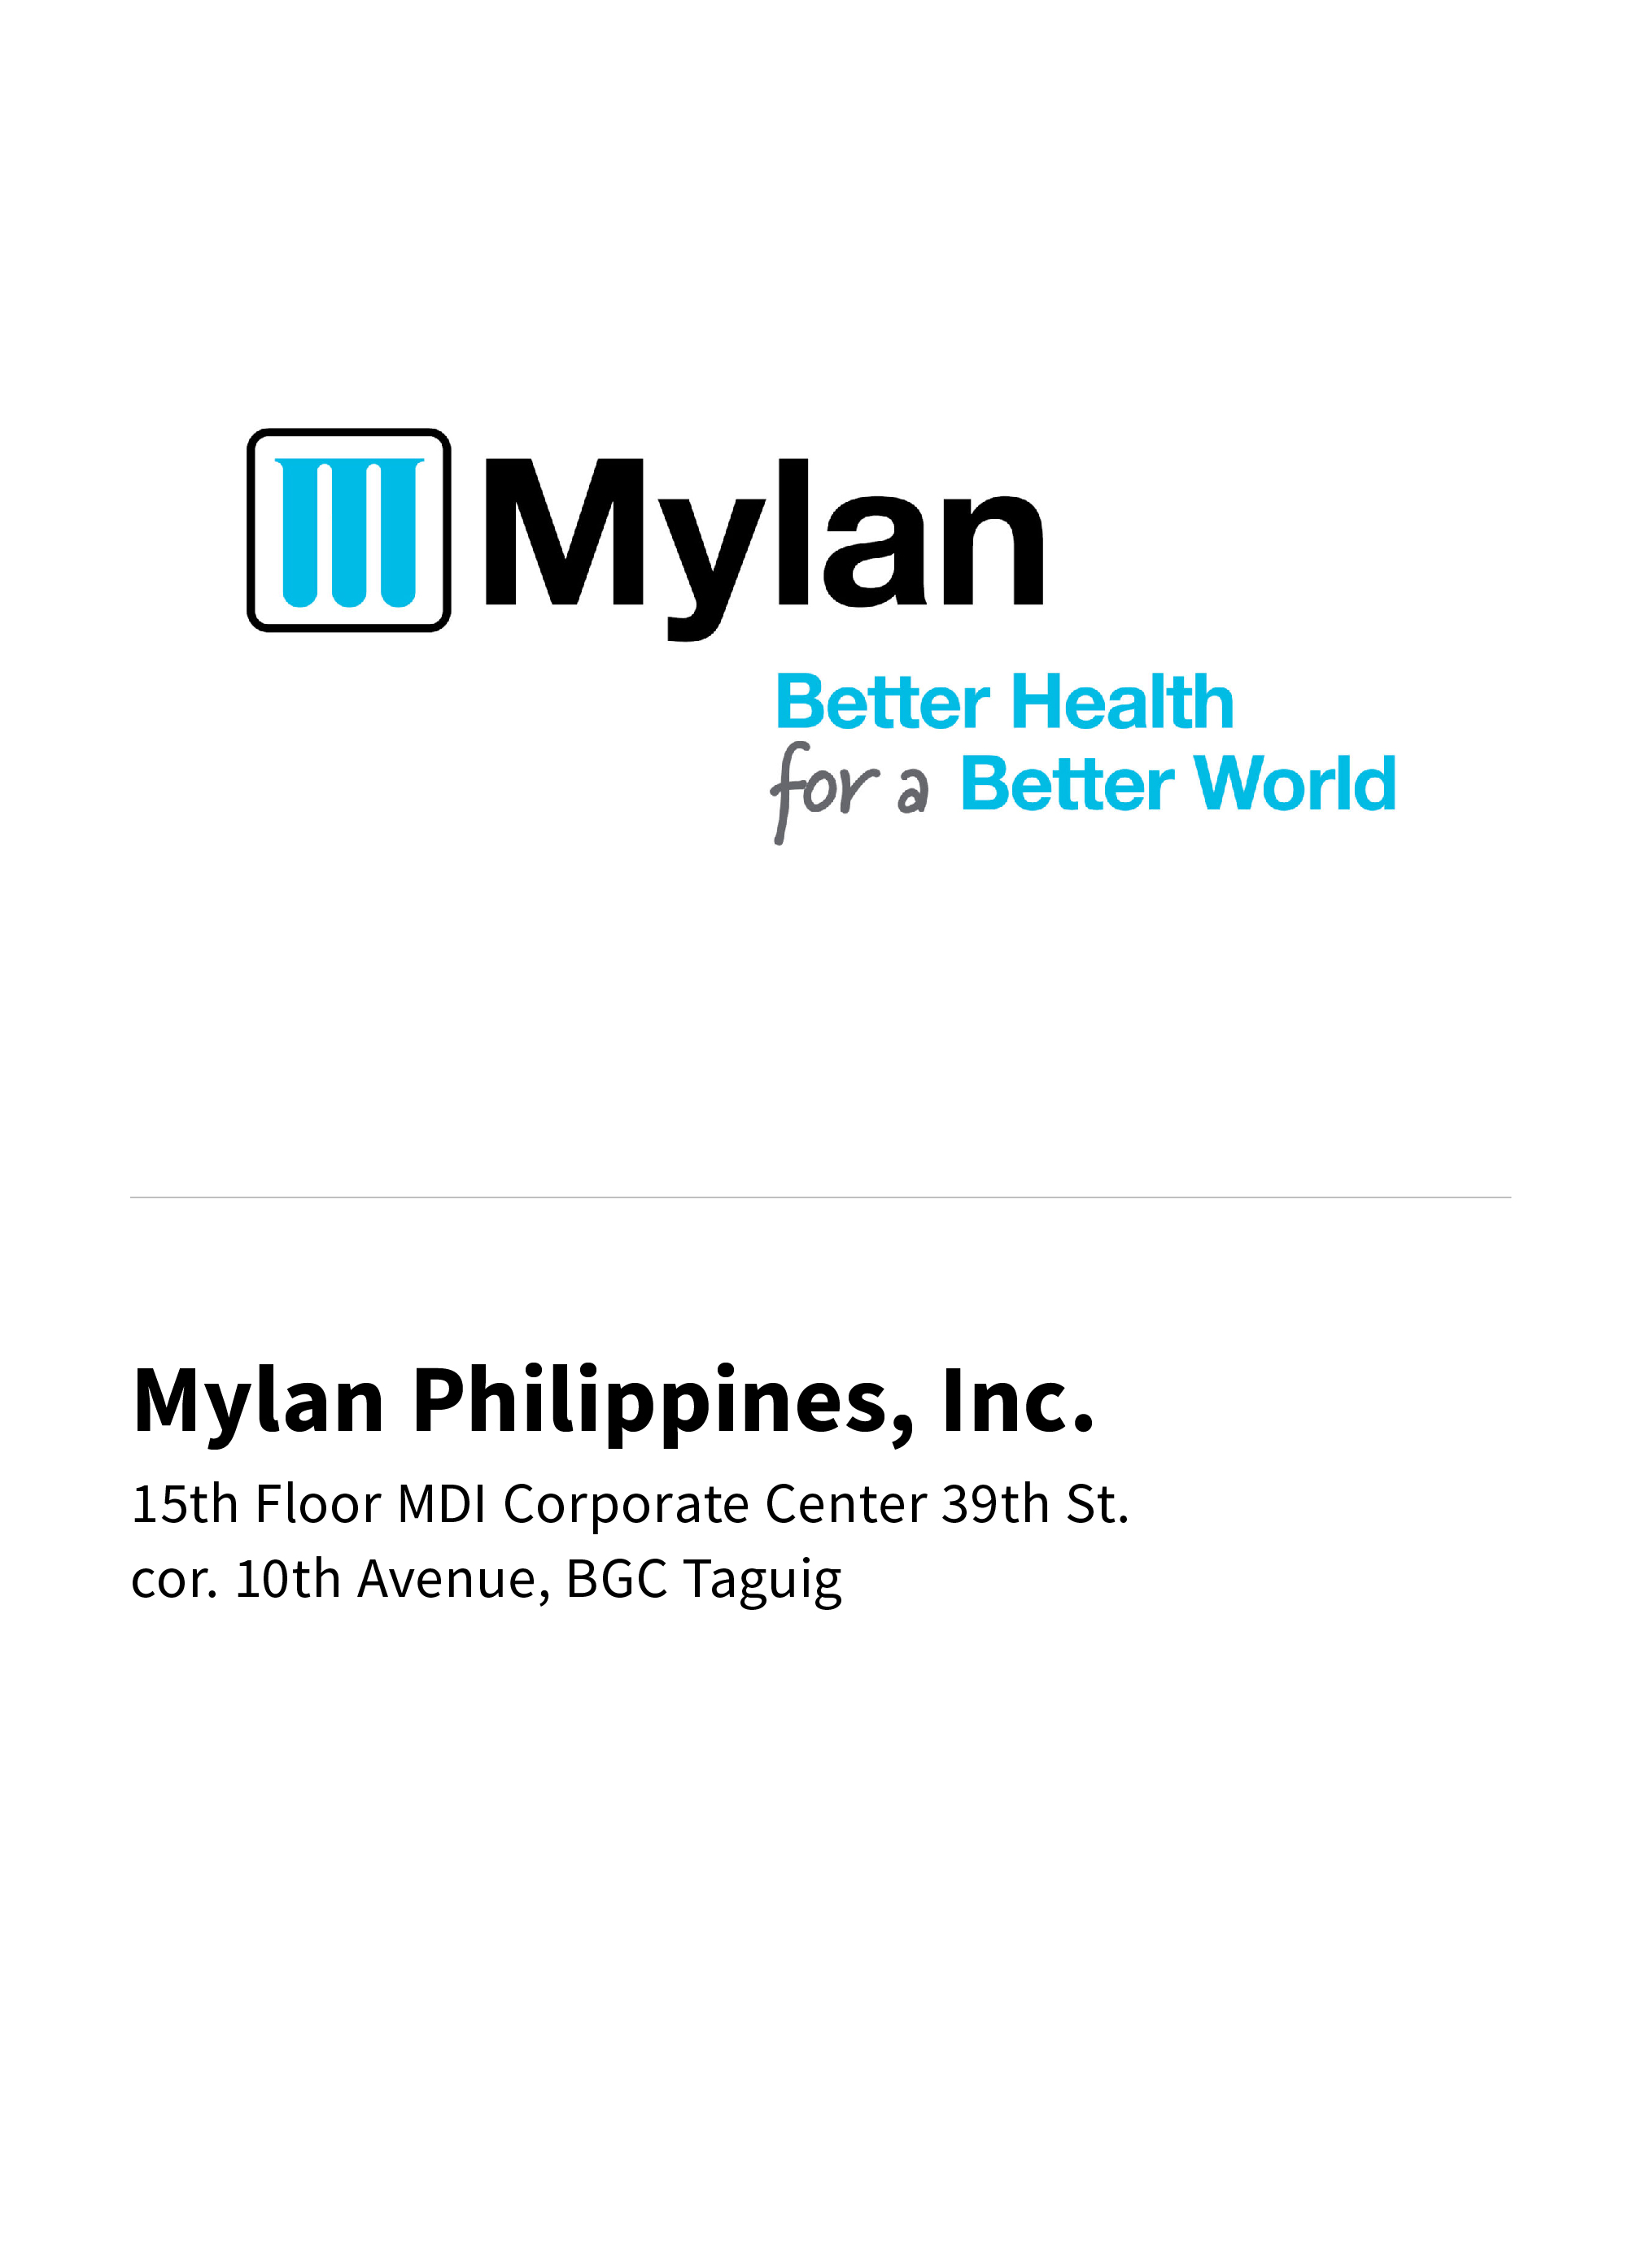 Mylan
Better Health
for a Better World
Mylan Philippines, Inc.
15th Floor MDI Corporate Center 39th St.
cor. 10th Avenue, BGC Taguig